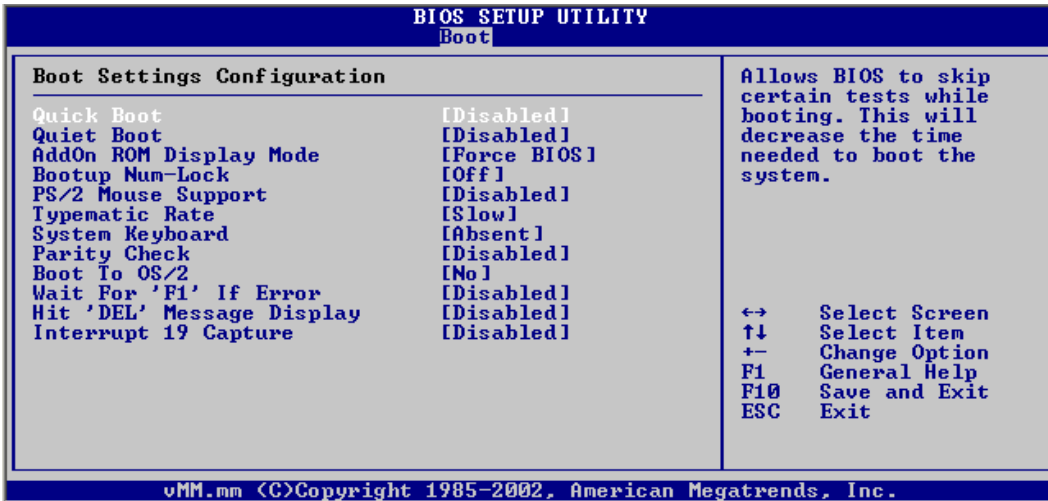 BIOS SETUP UTILITY
Boot
Boot Settings Configuration
Quick Boot [Disabled]
Quiet Boot [Disabled]
AddOn ROM Display Mode [Force BIOS]
Bootup Num-Lock [Off]
PS/2 Mouse Support [Disabled]
Typematic Rate [Slow]
System Keyboard [Absent]
Parity Check [Disabled]
Boot To OS/2 [No]
Wait For 'F1' If Error [Disabled]
Hit 'DEL' Message Display [Disabled]
Interrupt 19 Capture [Disabled]
Allows BIOS to skip
certain tests while
booting. This will
decrease the time
needed to boot the
system.
↔ Select Screen
↑↓ Select Item
+- Change Option
F1 General Help
F10 Save and Exit
ESC Exit
vMM.mm (C)Copyright 1985-2002, American Megatrends, Inc.